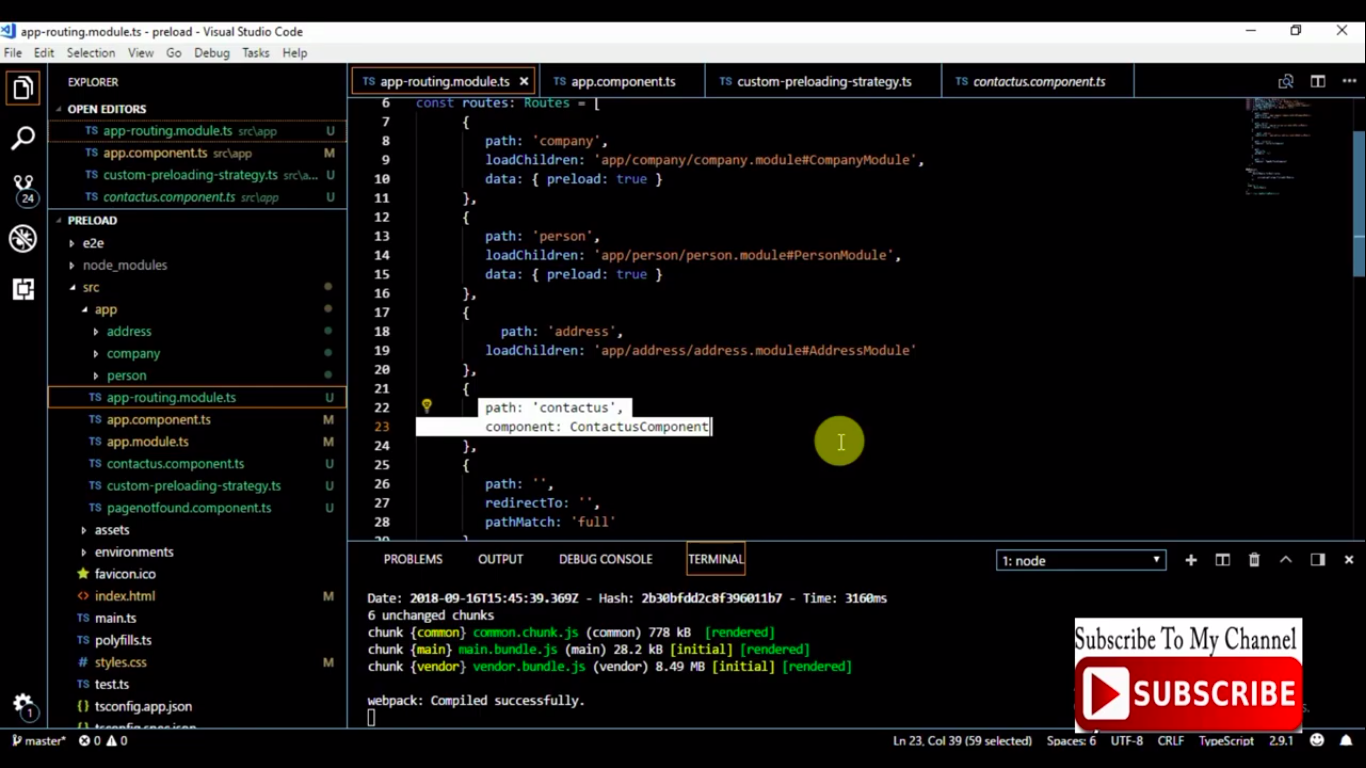 app-routing.module.ts - preload - Visual Studio Code
File Edit Selection View Go Debug Tasks Help
EXPLORER
OPEN EDITORS
TS app-routing.module.ts src\app U
TS app.component.ts src\app M
TS custom-preloading-strategy.ts src\a... U
TS contactus.component.ts src\app U
PRELOAD
e2e
node_modules
src
app
address
company
person
TS app-routing.module.ts U
TS app.component.ts M
TS app.module.ts M
TS contactus.component.ts U
TS custom-preloading-strategy.ts U
TS pagenotfound.component.ts U
assets
environments
favicon.ico
<> index.html M
TS main.ts
TS polyfills.ts
# styles.css M
TS test.ts
{} tsconfig.app.json
{} tsconfig.spec.json
24
1
TS app-routing.module.ts ×
TS app.component.ts
TS custom-preloading-strategy.ts
TS contactus.component.ts
6 const routes: Routes = [
7 {
8 path: 'company',
9 loadChildren: 'app/company/company.module#CompanyModule',
10 data: { preload: true }
11 },
12 {
13 path: 'person',
14 loadChildren: 'app/person/person.module#PersonModule',
15 data: { preload: true }
16 },
17 {
18 path: 'address',
19 loadChildren: 'app/address/address.module#AddressModule'
20 },
21 {
22 path: 'contactus',
23 component: ContactusComponent
24 },
25 {
26 path: '',
27 redirectTo: '',
28 pathMatch: 'full'
PROBLEMS OUTPUT DEBUG CONSOLE TERMINAL 1: node
Date: 2018-09-16T15:45:39.369Z - Hash: 2b30bfdd2c8f396011b7 - Time: 3160ms
6 unchanged chunks
chunk {common} common.chunk.js (common) 778 kB [rendered]
chunk {main} main.bundle.js (main) 28.2 kB [initial] [rendered]
chunk {vendor} vendor.bundle.js (vendor) 8.49 MB [initial] [rendered]
webpack: Compiled successfully.
Subscribe To My Channel
SUBSCRIBE
master* 0 0 Ln 23, Col 39 (59 selected) Spaces: 6 UTF-8 CRLF TypeScript 2.9.1